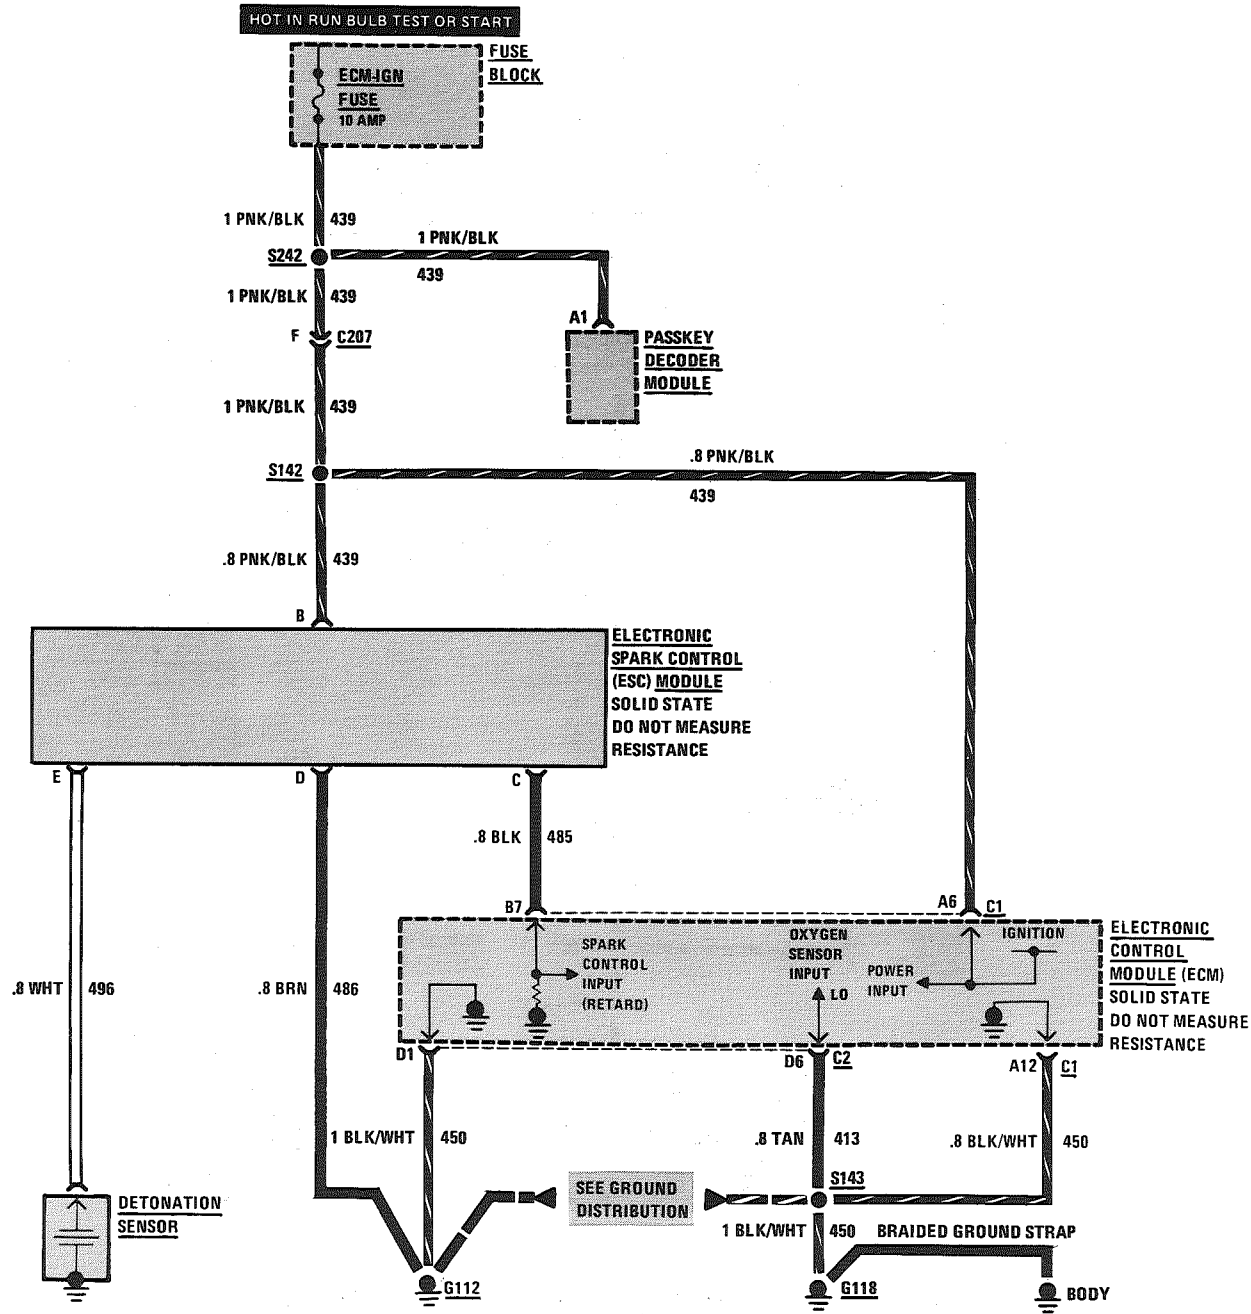 HOT IN RUN BULB TEST OR START
FUSE
BLOCK
ECM-IGN
FUSE
10 AMP
1 PNK/BLK 439
S242
1 PNK/BLK
439
1 PNK/BLK 439
F C207
A1
PASSKEY
DECODER
MODULE
1 PNK/BLK 439
S142
.8 PNK/BLK
439
.8 PNK/BLK 439
B
ELECTRONIC
SPARK CONTROL
(ESC) MODULE
SOLID STATE
DO NOT MEASURE
RESISTANCE
E
D
C
.8 BLK 485
B7
A6 C1
ELECTRONIC
CONTROL
MODULE (ECM)
SOLID STATE
DO NOT MEASURE
RESISTANCE
SPARK
CONTROL
INPUT
(RETARD)
OXYGEN
SENSOR
INPUT
LO
POWER
INPUT
IGNITION
.8 WHT 496
.8 BRN 486
D1
D6 C2
A12 C1
1 BLK/WHT 450
.8 TAN 413
.8 BLK/WHT 450
S143
SEE GROUND
DISTRIBUTION
DETONATION
SENSOR
1 BLK/WHT 450
BRAIDED GROUND STRAP
G112
G118
BODY